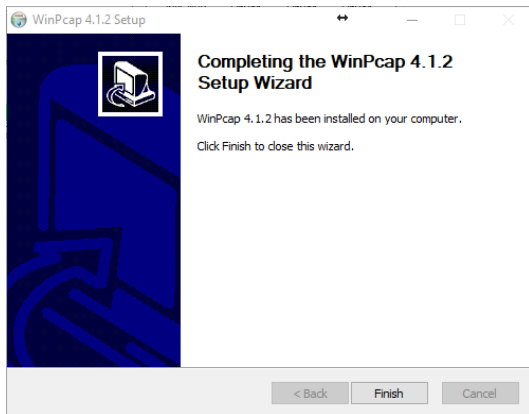 WinPcap 4.1.2 Setup
Completing the WinPcap 4.1.2
Setup Wizard
WinPcap 4.1.2 has been installed on your computer.
Click Finish to close this wizard.
< Back
Finish
Cancel